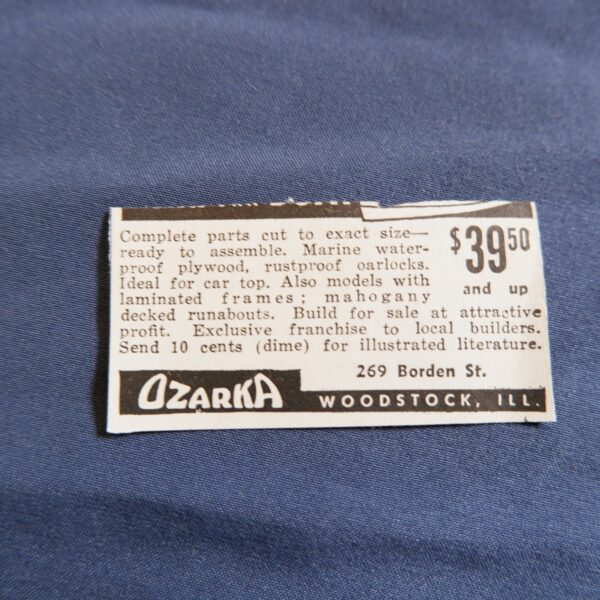 Complete parts cut to exact size—
ready to assemble. Marine water-
proof plywood, rustproof oarlocks.
Ideal for car top. Also models with
laminated frames; mahogany
decked runabouts. Build for sale at attractive
profit. Exclusive franchise to local builders.
Send 10 cents (dime) for illustrated literature.
$39.50
and up
269 Borden St.
OZARKA
WOODSTOCK, ILL.